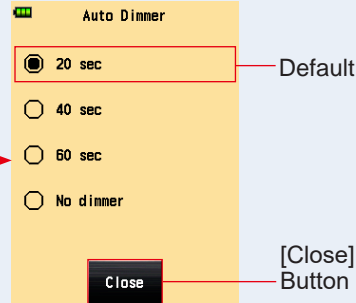 Auto Dimmer
20 sec
Default
40 sec
60 sec
No dimmer
[Close]
Button
Close